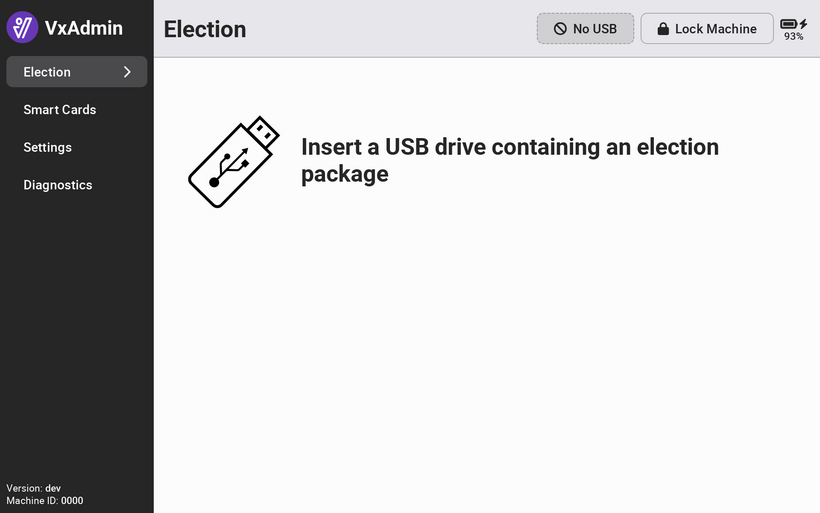 VxAdmin
Election
Smart Cards
Settings
Diagnostics
Version: dev
Machine ID: 0000
Election
No USB
Lock Machine
93%
Insert a USB drive containing an election
package